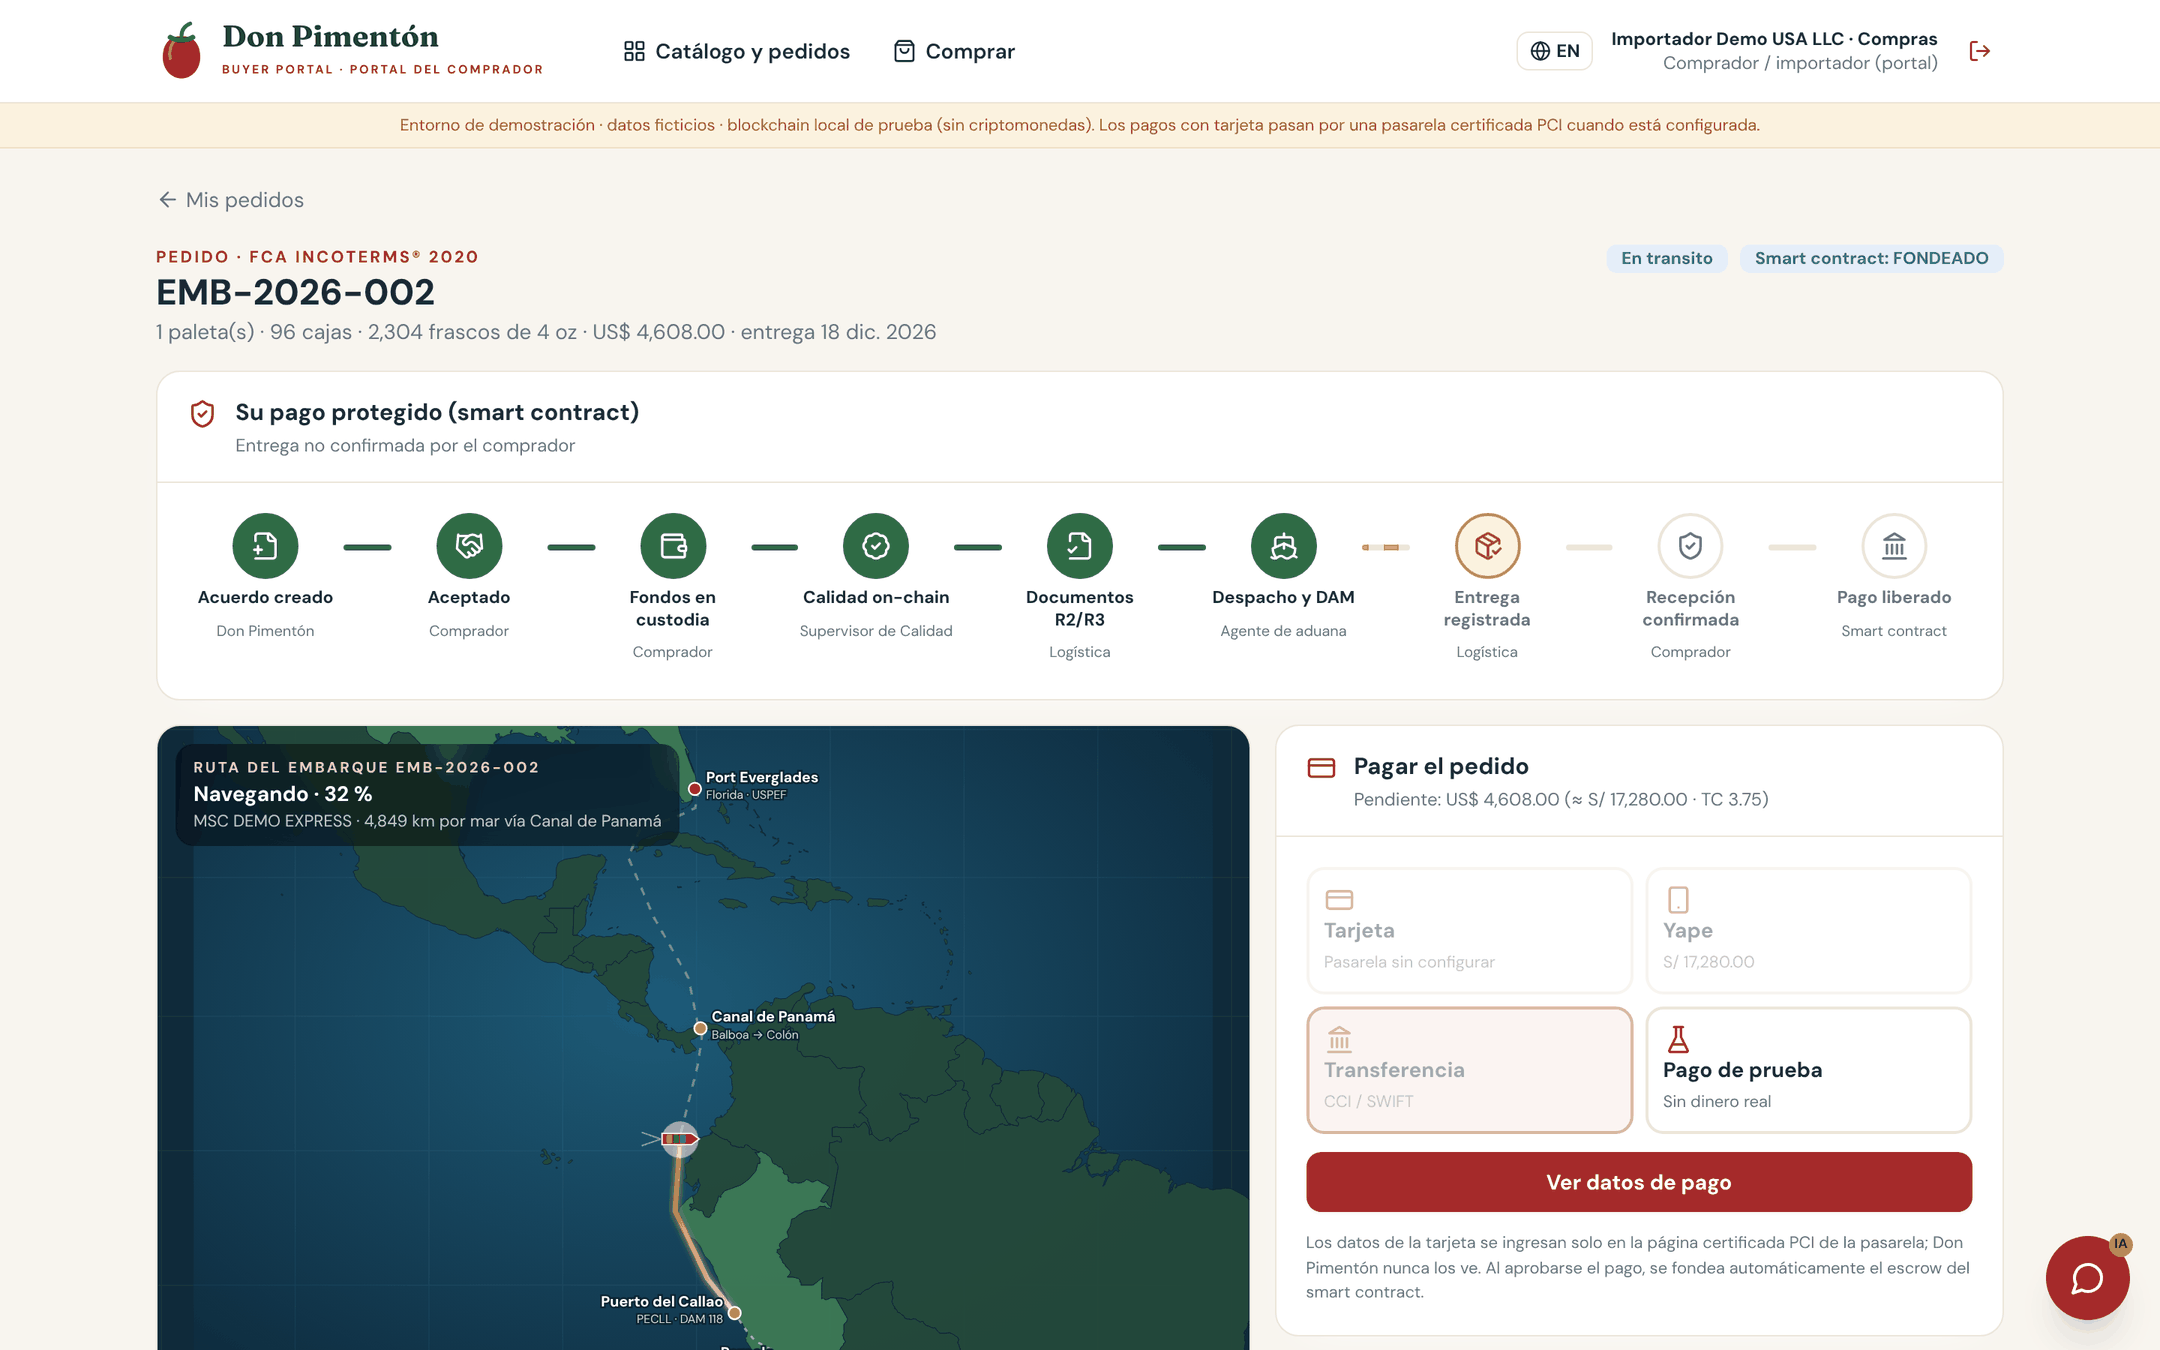 Don Pimentón
BUYER PORTAL · PORTAL DEL COMPRADOR
Catálogo y pedidos
Comprar
EN
Importador Demo USA LLC · Compras
Comprador / importador (portal)
Entorno de demostración · datos ficticios · blockchain local de prueba (sin criptomonedas). Los pagos con tarjeta pasan por una pasarela certificada PCI cuando está configurada.
← Mis pedidos
PEDIDO · FCA INCOTERMS® 2020
En transito
Smart contract: FONDEADO
EMB-2026-002
1 paleta(s) · 96 cajas · 2,304 frascos de 4 oz · US$ 4,608.00 · entrega 18 dic. 2026
Su pago protegido (smart contract)
Entrega no confirmada por el comprador
Acuerdo creado
Don Pimentón
Aceptado
Comprador
Fondos en
custodia
Comprador
Calidad on-chain
Supervisor de Calidad
Documentos
R2/R3
Logística
Despacho y DAM
Agente de aduana
Entrega
registrada
Logística
Recepción
confirmada
Comprador
Pago liberado
Smart contract
RUTA DEL EMBARQUE EMB-2026-002
Navegando · 32 %
MSC DEMO EXPRESS · 4,849 km por mar vía Canal de Panamá
Port Everglades
Florida · USPEF
Canal de Panamá
Balboa → Colón
Puerto del Callao
PECLL · DAM 118
Pagar el pedido
Pendiente: US$ 4,608.00 (≈ S/ 17,280.00 · TC 3.75)
Tarjeta
Pasarela sin configurar
Yape
S/ 17,280.00
Transferencia
CCI / SWIFT
Pago de prueba
Sin dinero real
Ver datos de pago
Los datos de la tarjeta se ingresan solo en la página certificada PCI de la pasarela; Don
Pimentón nunca los ve. Al aprobarse el pago, se fondea automáticamente el escrow del
smart contract.
IA